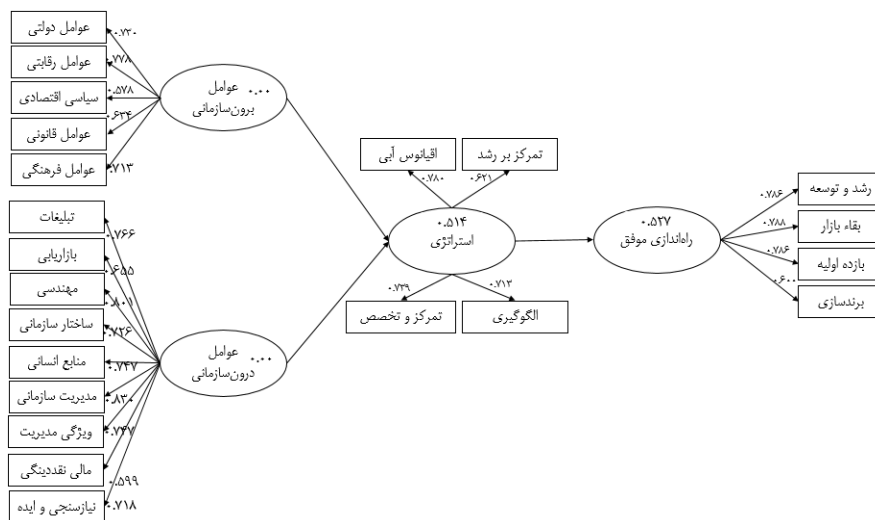 عوامل دولتی
۰.۷۳۰
عوامل رقابتی
۰.۷۷۸
سیاسی اقتصادی
۰.۵۷۸
عوامل قانونی
۰.۶۳۴
عوامل فرهنگی
۰.۷۱۳
۰.۰۰
عوامل
برون‌سازمانی
تبلیغات
۰.۷۶۶
بازاریابی
۰.۶۵۵
مهندسی
۰.۸۰۱
ساختار سازمانی
۰.۷۲۶
منابع انسانی
۰.۷۴۷
مدیریت سازمانی
۰.۸۳۰
ویژگی مدیریت
۰.۷۴۷
مالی نقددینگی
۰.۵۹۹
نیازسنجی و ایده
۰.۷۱۸
۰.۰۰
عوامل
درون‌سازمانی
تمرکز بر رشد
اقیانوس آبی
۰.۶۲۱
۰.۷۸۰
۰.۵۱۴
استراتژی
۰.۷۱۳
۰.۷۳۹
الگوگیری
تمرکز و تخصص
۰.۵۲۷
راه‌اندازی موفق
رشد و توسعه
۰.۷۸۶
بقاء بازار
۰.۷۸۸
بازده اولیه
۰.۷۸۶
برندسازی
۰.۶۰۰